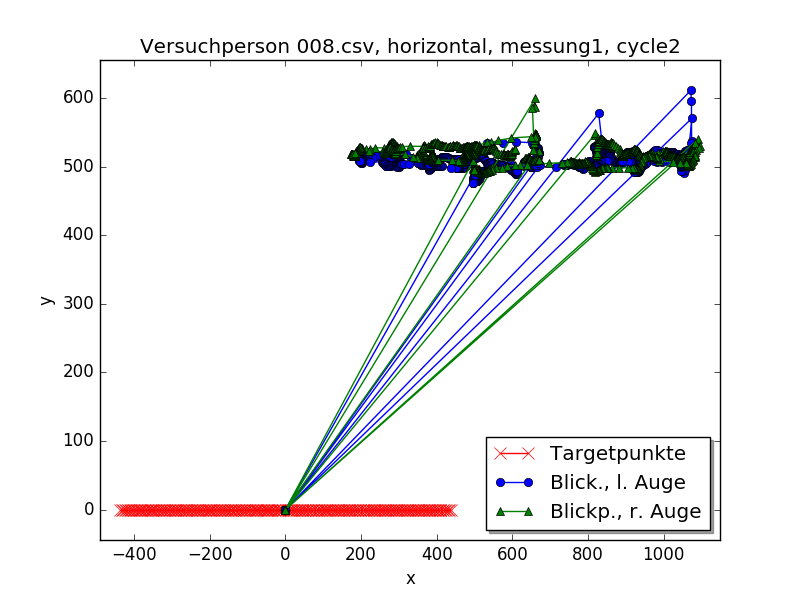 Versuchperson 008.csv, horizontal, messung1, cycle2
600
500
400
300
200
100
0
y
−400 −200 0 200 400 600 800 1000
x
Targetpunkte
Blick., l. Auge
Blickp., r. Auge